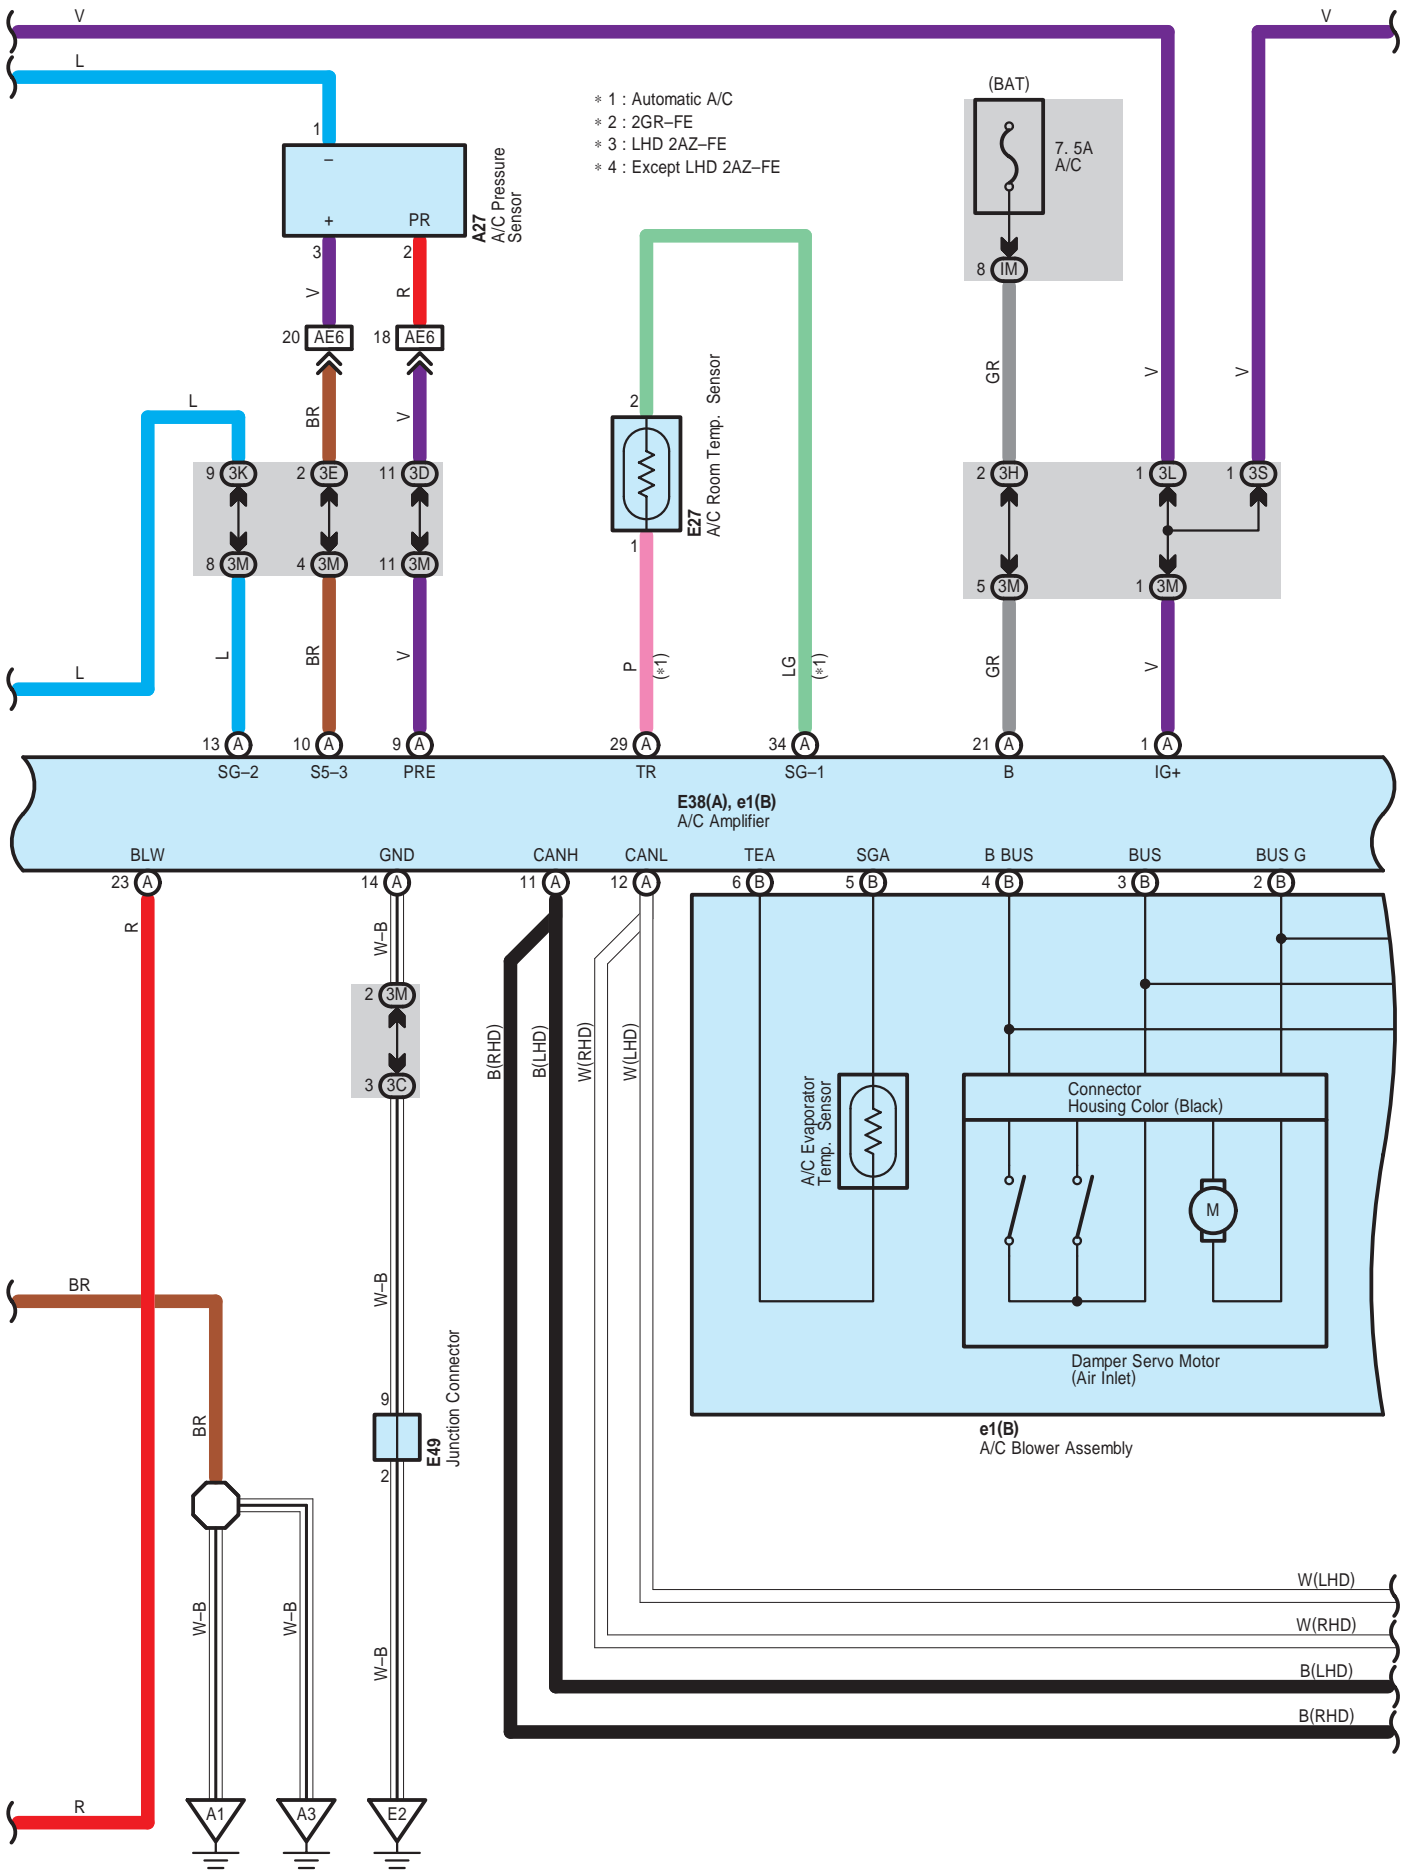 V
V
L
* 1 : Automatic A/C
* 2 : 2GR–FE
* 3 : LHD 2AZ–FE
* 4 : Except LHD 2AZ–FE
(BAT)
7. 5A
A/C
8 IM
1
–
+ PR
A27
A/C Pressure
Sensor
3 2
V R
20 AE6 18 AE6
L BR V
9 3K 2 3E 11 3D
8 3M 4 3M 11 3M
L
L BR V
2
E27
A/C Room Temp. Sensor
1
P
(*1)
LG
(*1)
GR V V
2 3H 1 3L 1 3S
5 3M 1 3M
GR V
13 A 10 A 9 A 29 A 34 A 21 A 1 A
SG–2 S5–3 PRE TR SG–1 B IG+
E38(A), e1(B)
A/C Amplifier
BLW GND CANH CANL TEA SGA B BUS BUS BUS G
23 A 14 A 11 A 12 A 6 B 5 B 4 B 3 B 2 B
R W–B
2 3M
3 3C
B(RHD) B(LHD) W(RHD) W(LHD)
A/C Evaporator
Temp. Sensor
Connector
Housing Color (Black)
M
Damper Servo Motor
(Air Inlet)
e1(B)
A/C Blower Assembly
BR
W–B
BR
9
E49
Junction Connector
2
W–B W–B W–B
W(LHD)
W(RHD)
B(LHD)
B(RHD)
R
A1 A3 E2